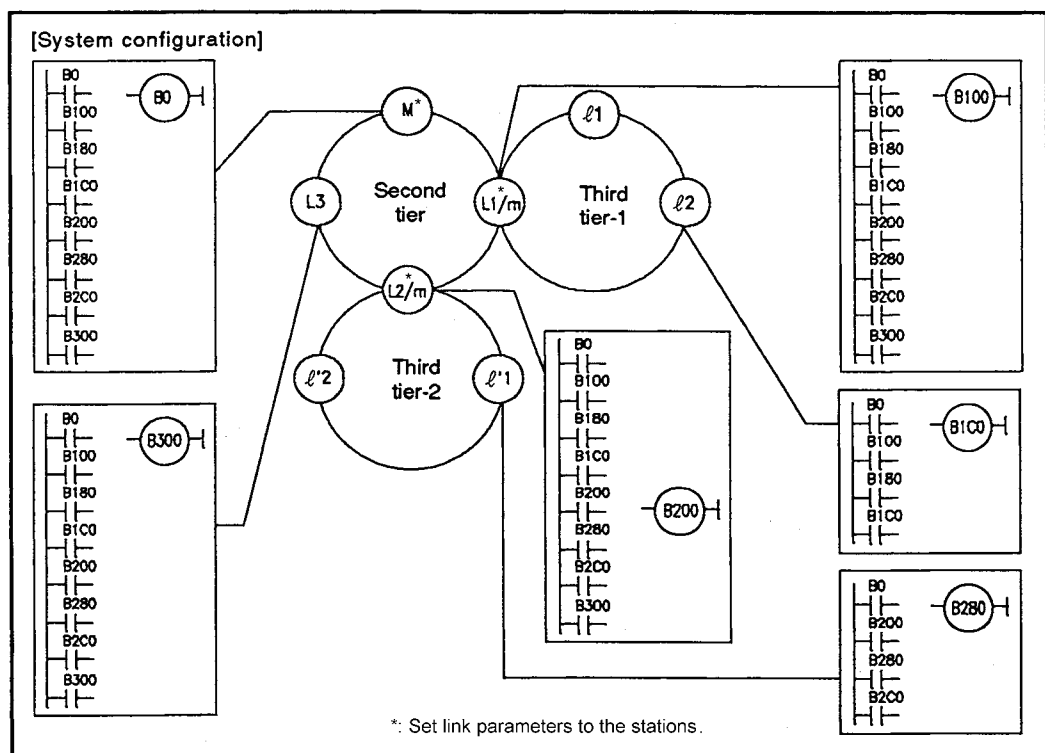 [System configuration]
B0
B100
B180
B1C0
B200
B280
B2C0
B300
B0
M*
ℓ1
L3
Second
tier
L1/m*
Third
tier-1
ℓ2
L2/m*
ℓ'2
Third
tier-2
ℓ'1
B0
B100
B180
B1C0
B200
B280
B2C0
B300
B100
B0
B100
B180
B1C0
B200
B280
B2C0
B300
B300
B0
B100
B180
B1C0
B200
B280
B2C0
B300
B200
B0
B100
B180
B1C0
B1C0
B0
B200
B280
B2C0
B280
*: Set link parameters to the stations.